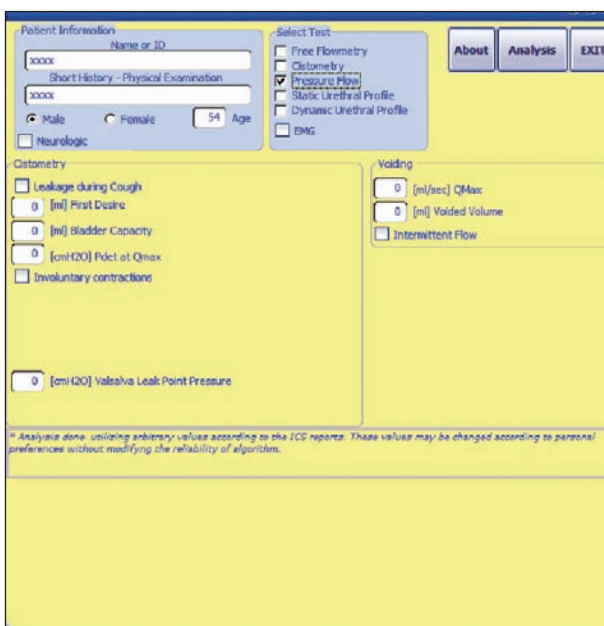 Patient Information
Name or ID
xxxx
Short History - Physical Examination
xxxx
Male Female 54 Age
Neurologic
Select Test
Free Flowmetry
Cistometry
Pressure Flow
Static Urethral Profile
Dynamic Urethral Profile
EMG
About Analysis EXIT
Cistometry
Leakage during Cough
0 [ml] First Desire
0 [ml] Bladder Capacity
0 [cmH2O] Pdet at Qmax
Involuntary contractions
0 [cmH2O] Valsalva Leak Point Pressure
Voiding
0 [ml/sec] QMax
0 [ml] Voided Volume
Intermittent Flow
* Analysis done utilizing arbitrary values according to the ICS reports. These values may be changed according to personal
preferences without modifying the reliability of algorithm.